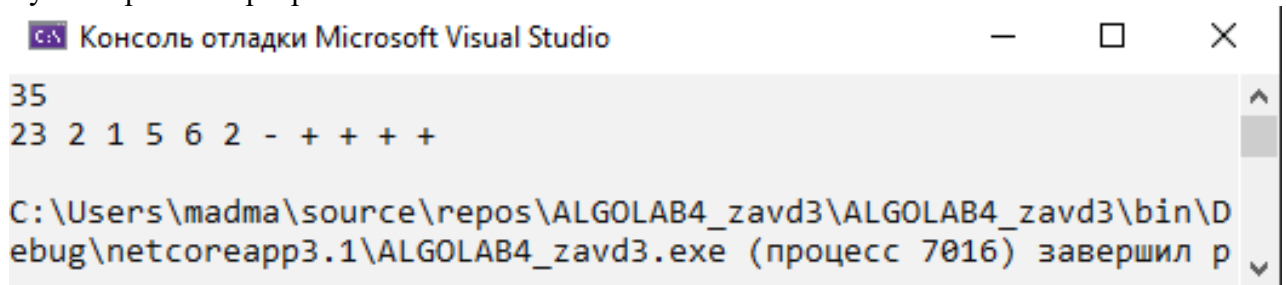 Консоль отладки Microsoft Visual Studio
35
23 2 1 5 6 2 - + + + +
C:\Users\madma\source\repos\ALGOLAB4_zavd3\ALGOLAB4_zavd3\bin\D
ebug\netcoreapp3.1\ALGOLAB4_zavd3.exe (процесс 7016) завершил р